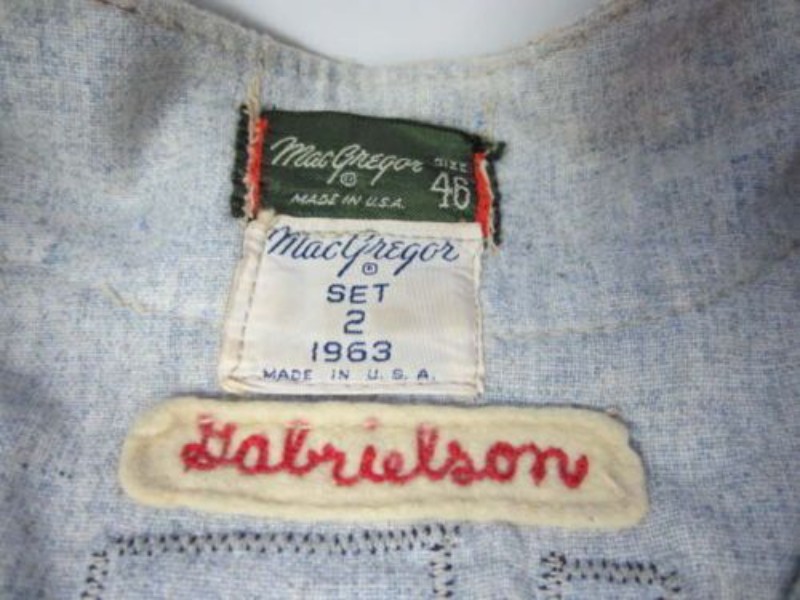 MacGregor SIZE
® 46
MADE IN U.S.A.
MacGregor
®
SET
2
1963
MADE IN U.S.A.
Gabrielson